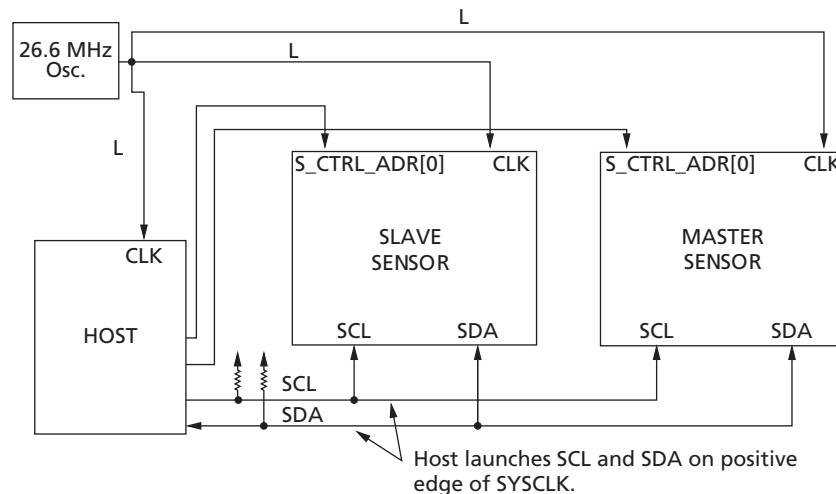 L
26.6 MHz
Osc.
L
L
S_CTRL_ADR[0] CLK
S_CTRL_ADR[0] CLK
SLAVE
SENSOR
MASTER
SENSOR
CLK
HOST
SCL SDA
SCL SDA
SCL
SDA
Host launches SCL and SDA on positive
edge of SYSCLK.